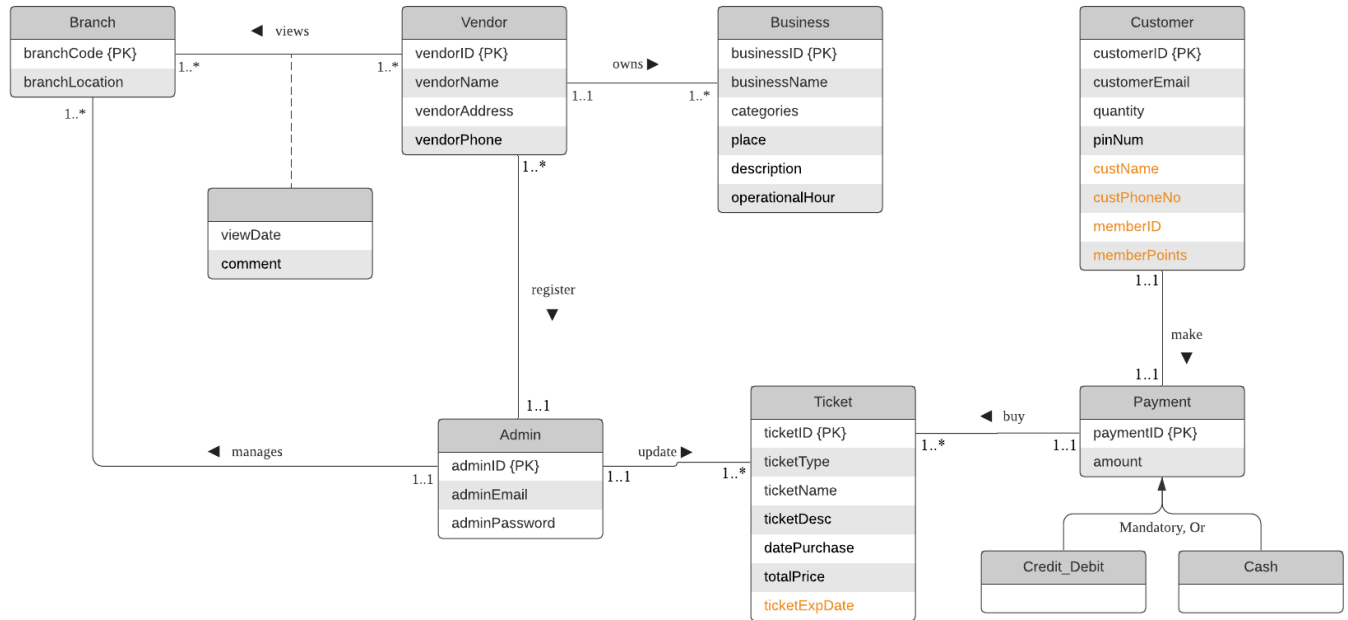 Branch
branchCode {PK}
branchLocation
views
1..*
1..*
1..*
Vendor
vendorID {PK}
vendorName
vendorAddress
vendorPhone
owns
1..1
1..*
1..*
Business
businessID {PK}
businessName
categories
place
description
operationalHour
Customer
customerID {PK}
customerEmail
quantity
pinNum
custName
custPhoneNo
memberID
memberPoints
1..1
viewDate
comment
register
make
1..1
1..1
manages
1..1
Admin
adminID {PK}
adminEmail
adminPassword
update
1..1
1..*
Ticket
ticketID {PK}
ticketType
ticketName
ticketDesc
datePurchase
totalPrice
ticketExpDate
buy
1..*
1..1
Payment
paymentID {PK}
amount
Mandatory, Or
Credit_Debit
Cash